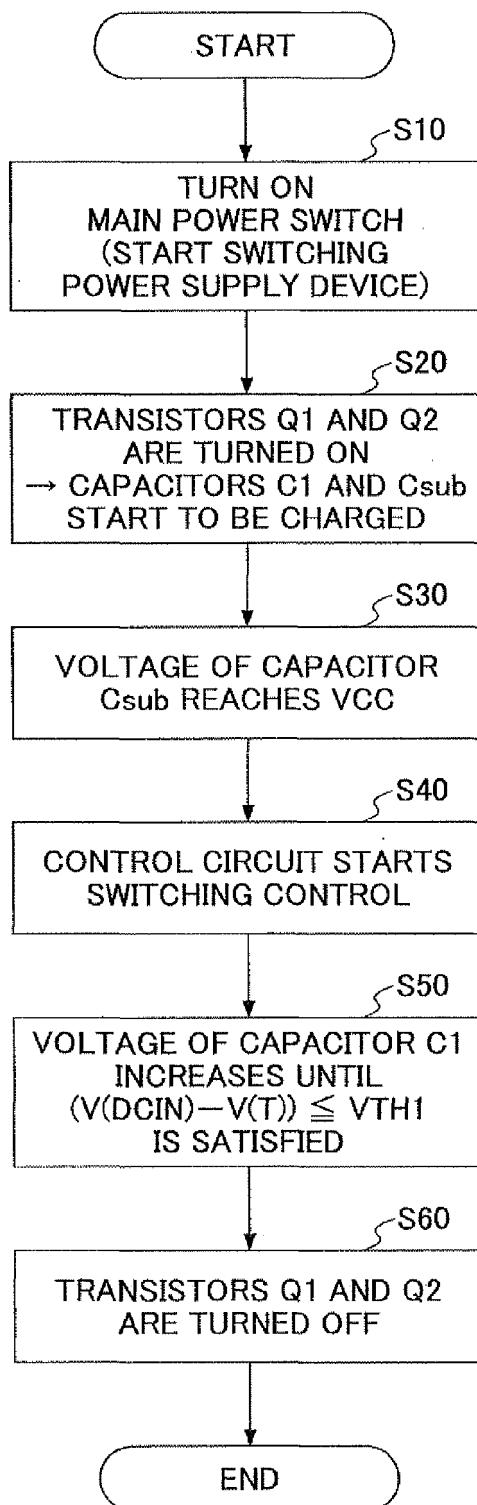 START
S10
TURN ON
MAIN POWER SWITCH
(START SWITCHING
POWER SUPPLY DEVICE)
S20
TRANSISTORS Q1 AND Q2
ARE TURNED ON
→ CAPACITORS C1 AND Csub
START TO BE CHARGED
S30
VOLTAGE OF CAPACITOR
Csub REACHES VCC
S40
CONTROL CIRCUIT STARTS
SWITCHING CONTROL
S50
VOLTAGE OF CAPACITOR C1
INCREASES UNTIL
(V(DCIN)−V(T)) ≦ VTH1
IS SATISFIED
S60
TRANSISTORS Q1 AND Q2
ARE TURNED OFF
END